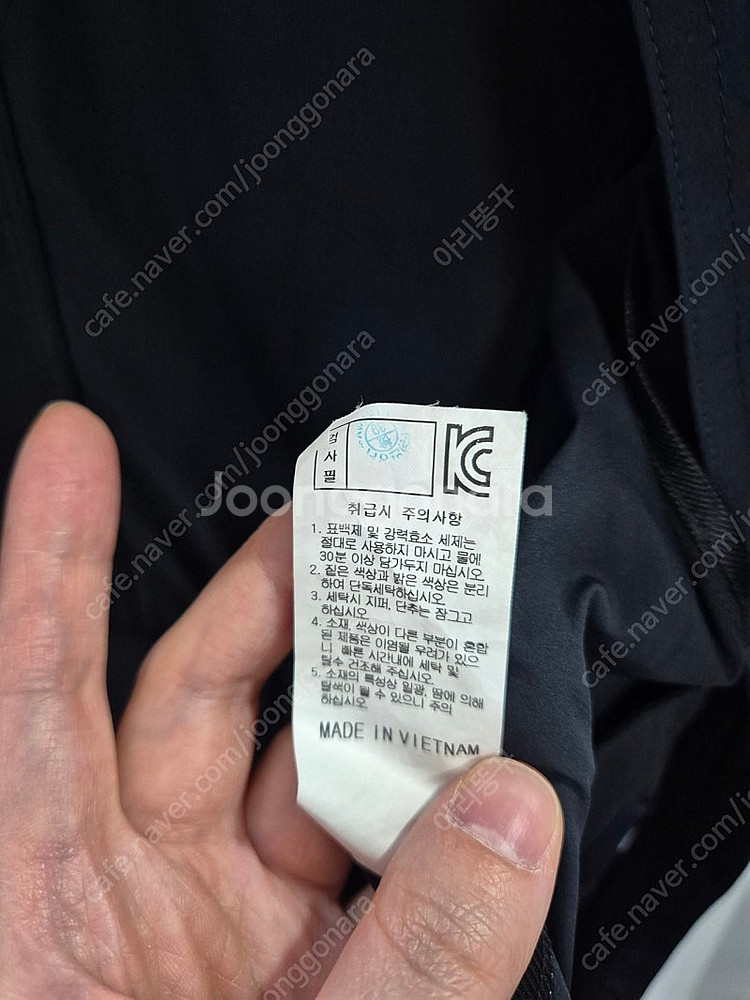 cafe.naver.com/joonggonara
아리똥구
cafe.naver.com/joonggonara
cafe.naver.com/joonggonara
검
사
필
KC
Joonggonara
취급시 주의사항
1. 표백제 및 강력효소 세제는
절대로 사용하지 마시고 물에
30분 이상 담가두지 마십시오
2. 짙은 색상과 밝은 색상은 분리
하여 단독세탁하십시오
3. 세탁시 지퍼, 단추는 잠그고
하십시오
4. 소재, 색상이 다른 부분이 혼합
된 제품은 이염될 우려가 있으
니, 빠른 시간내에 세탁 및
탈수 건조해 주십시오
5. 소재의 특성상 일광, 땀에 의해
탈색이 될 수 있으니 주의
하십시오
MADE IN VIETNAM
아리똥구
cafe.naver.com/joonggonara
cafe.naver.com/joonggonara
cafe.naver.com